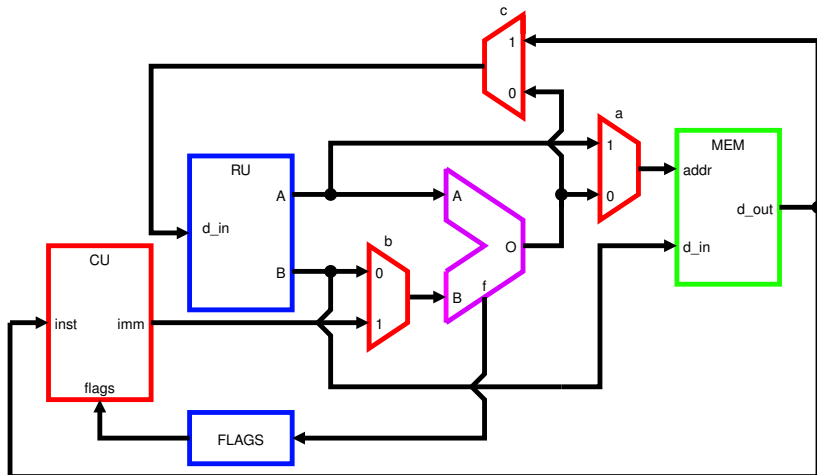 c
1
0
a
1
0
MEM
addr
d_out
d_in
RU
A
d_in
B
A
O
B
f
b
0
1
CU
inst
imm
flags
FLAGS